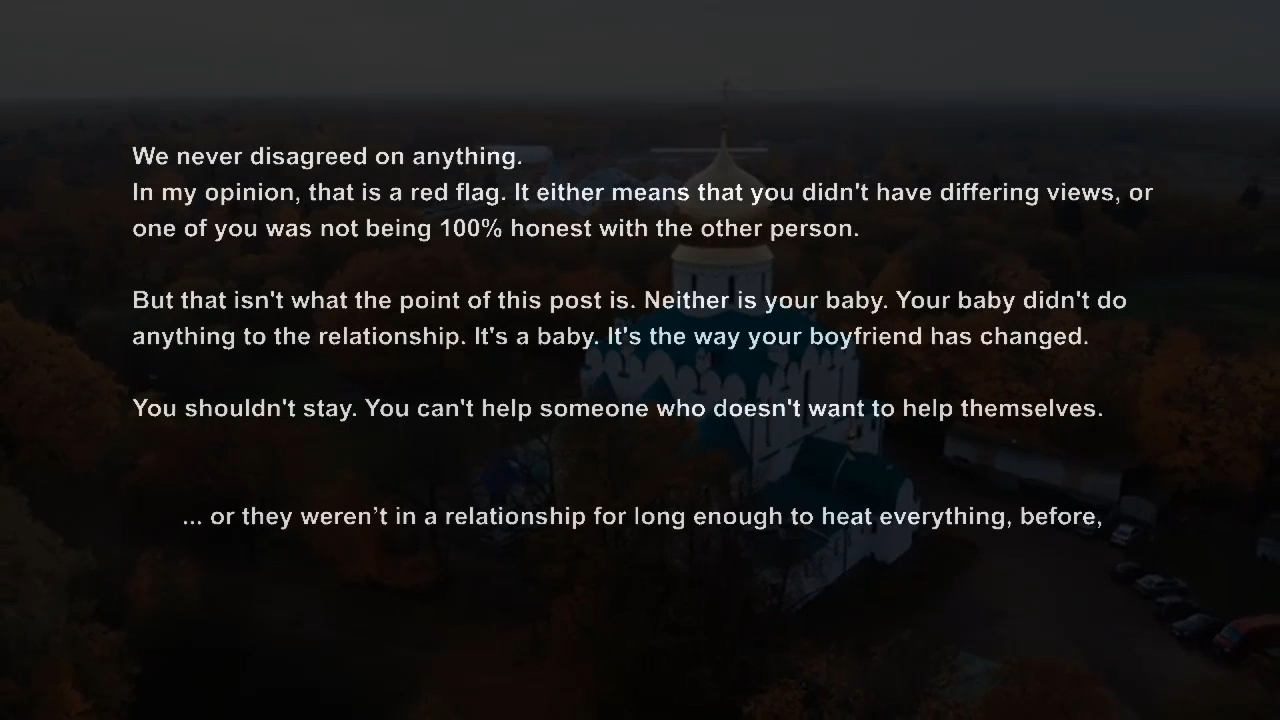 We never disagreed on anything.
In my opinion, that is a red flag. It either means that you didn't have differing views, or
one of you was not being 100% honest with the other person.
But that isn't what the point of this post is. Neither is your baby. Your baby didn't do
anything to the relationship. It's a baby. It's the way your boyfriend has changed.
You shouldn't stay. You can't help someone who doesn't want to help themselves.
... or they weren’t in a relationship for long enough to heat everything, before,